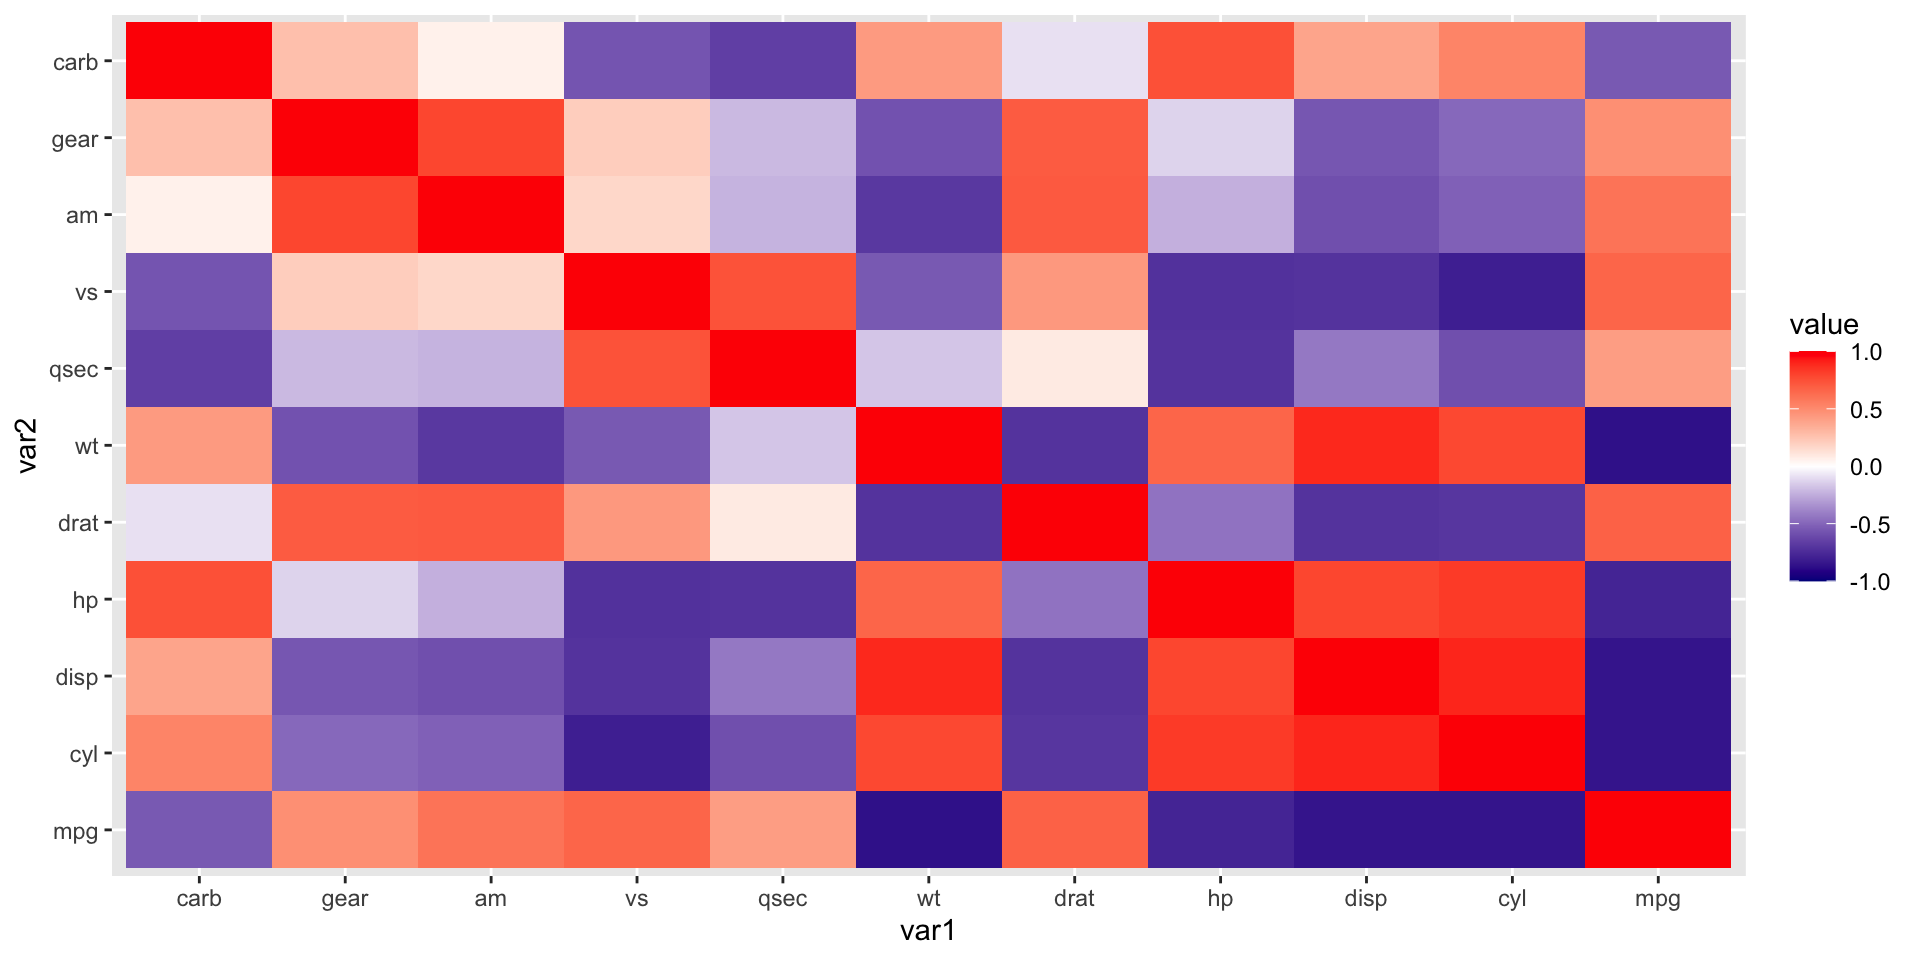 carb
gear
am
vs
qsec
wt
drat
hp
disp
cyl
mpg
var2
carb gear am vs qsec wt drat hp disp cyl mpg
var1
value
1.0
0.5
0.0
-0.5
-1.0